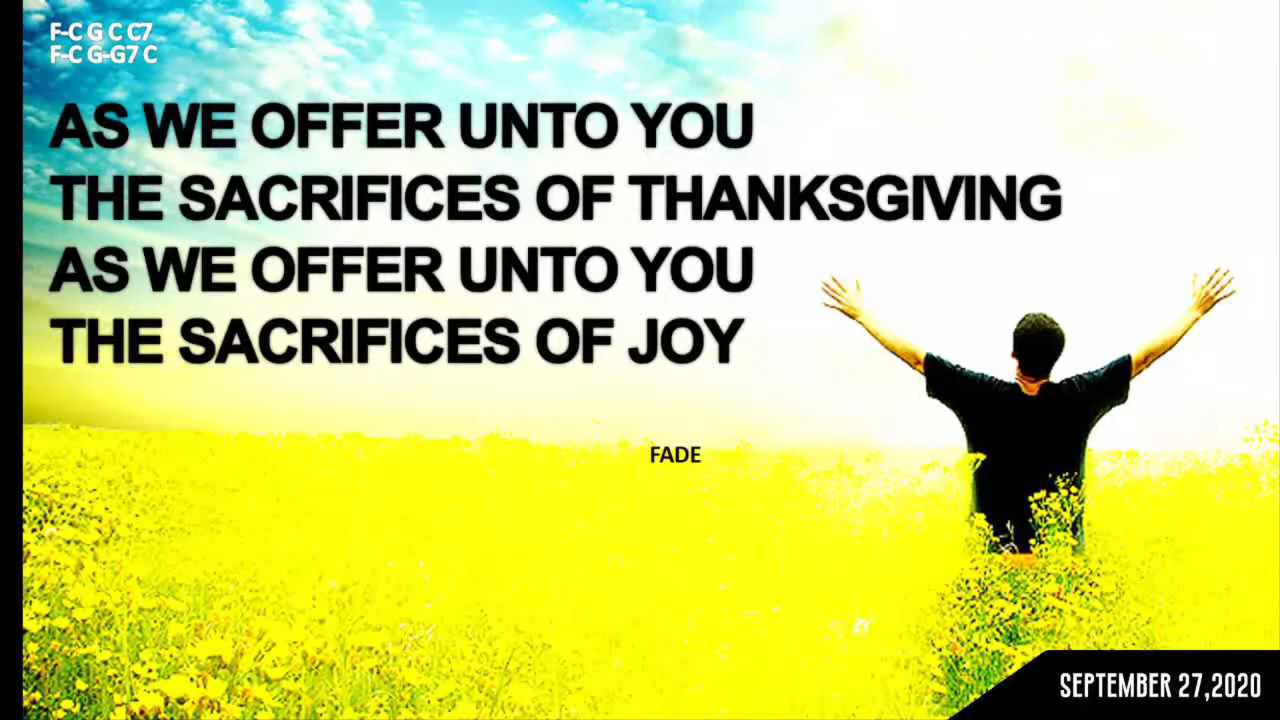 F-C G C C7
F-C G-G7 C
AS WE OFFER UNTO YOU
THE SACRIFICES OF THANKSGIVING
AS WE OFFER UNTO YOU
THE SACRIFICES OF JOY
FADE
SEPTEMBER 27,2020